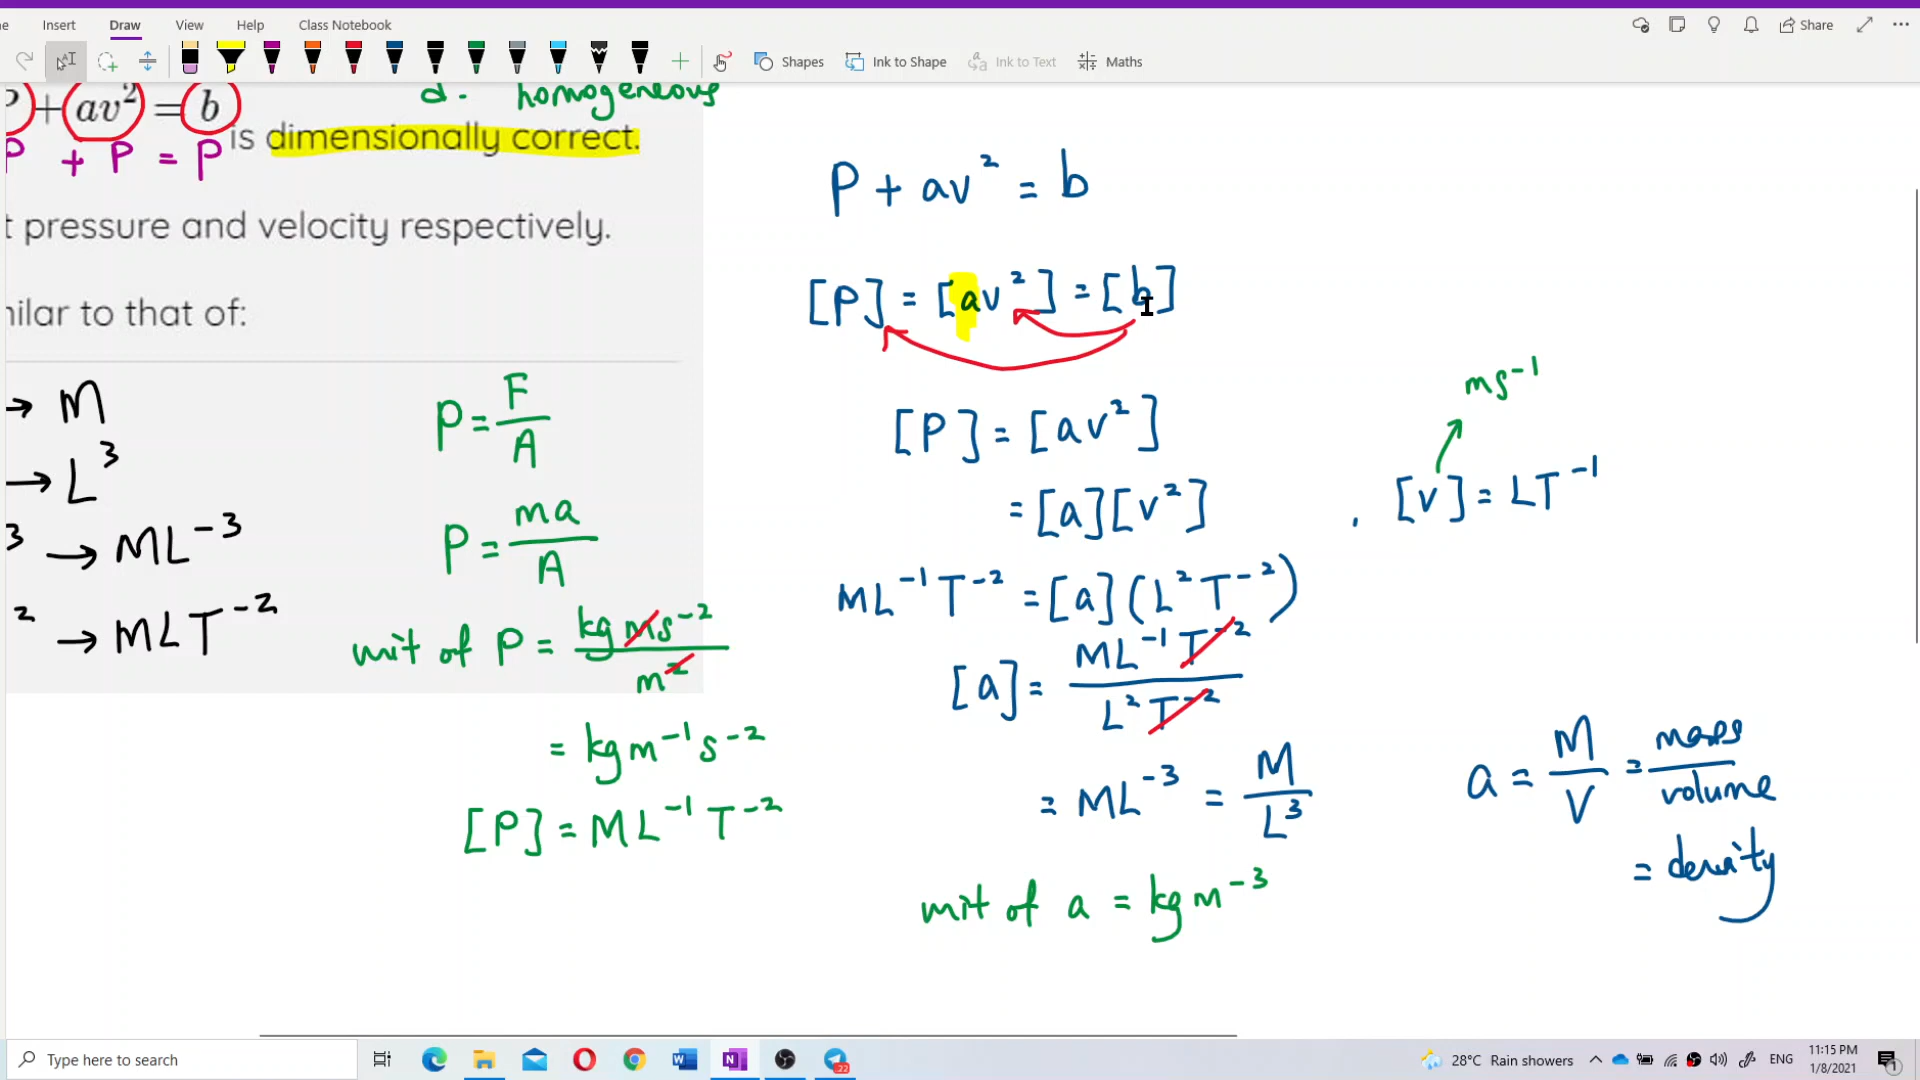 Insert Draw View Help Class Notebook Share
Shapes Ink to Shape Ink to Text Maths
d. homogeneous
P + av² = b is dimensionally correct.
P + P = P
t pressure and velocity respectively.
nilar to that of:
→ M
→ L³
3 → ML⁻³
2 → MLT⁻²
P = F/A
P = ma/A
unit of P = kg ms⁻²/m²
= kg m⁻¹ s⁻²
[P] = ML⁻¹T⁻²
P + av² = b
[P] = [av²] = [b]
[P] = [av²]
= [a][v²]
ML⁻¹T⁻² = [a](L²T⁻²)
[a] = ML⁻¹T⁻²/L²T⁻²
= ML⁻³ = M/L³
unit of a = kg m⁻³
ms⁻¹
, [v] = LT⁻¹
a = M/V = mass/volume
= density
Type here to search
22
28°C Rain showers ENG 11:15 PM
1/8/2021
1